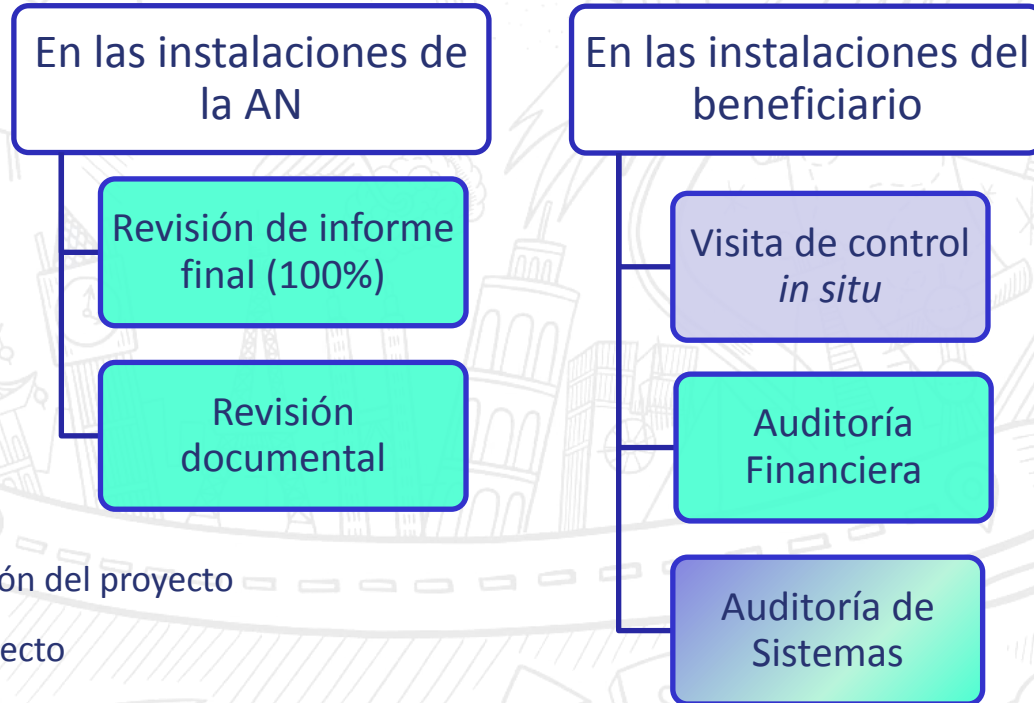 En las instalaciones de
la AN
Revisión de informe
final (100%)
Revisión
documental
En las instalaciones del
beneficiario
Visita de control
in situ
Auditoría
Financiera
Auditoría de
Sistemas
ón del proyecto
ecto